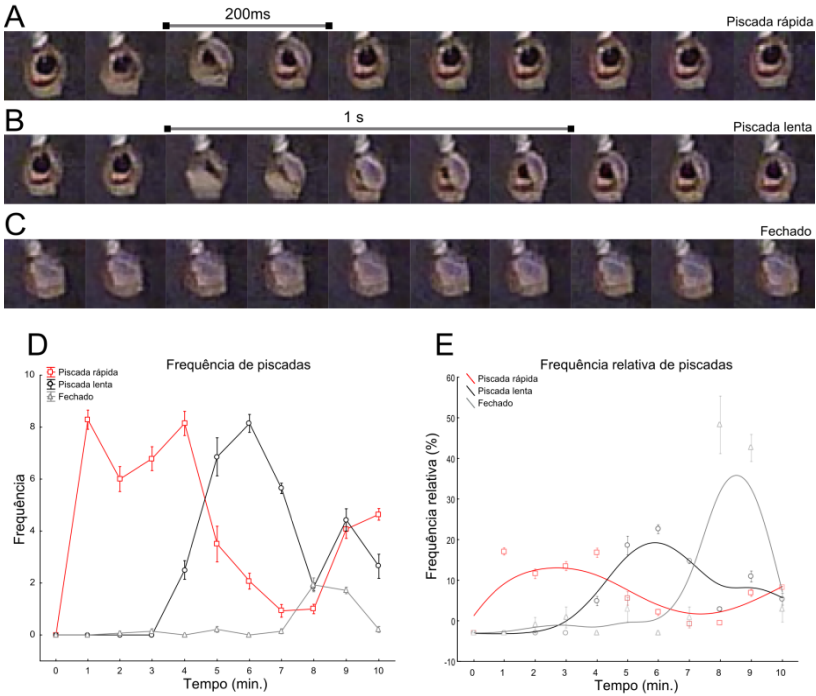 A
200ms
Piscada rápida
B
1 s
Piscada lenta
C
Fechado
D
Frequência de piscadas
Piscada rápida
Piscada lenta
Fechado
10
8
6
4
2
0
Frequência
0 1 2 3 4 5 6 7 8 9 10
Tempo (min.)
E
Frequência relativa de piscadas
Piscada rápida
Piscada lenta
Fechado
60
50
40
30
20
10
0
-10
Frequência relativa (%)
0 1 2 3 4 5 6 7 8 9 10
Tempo (min.)